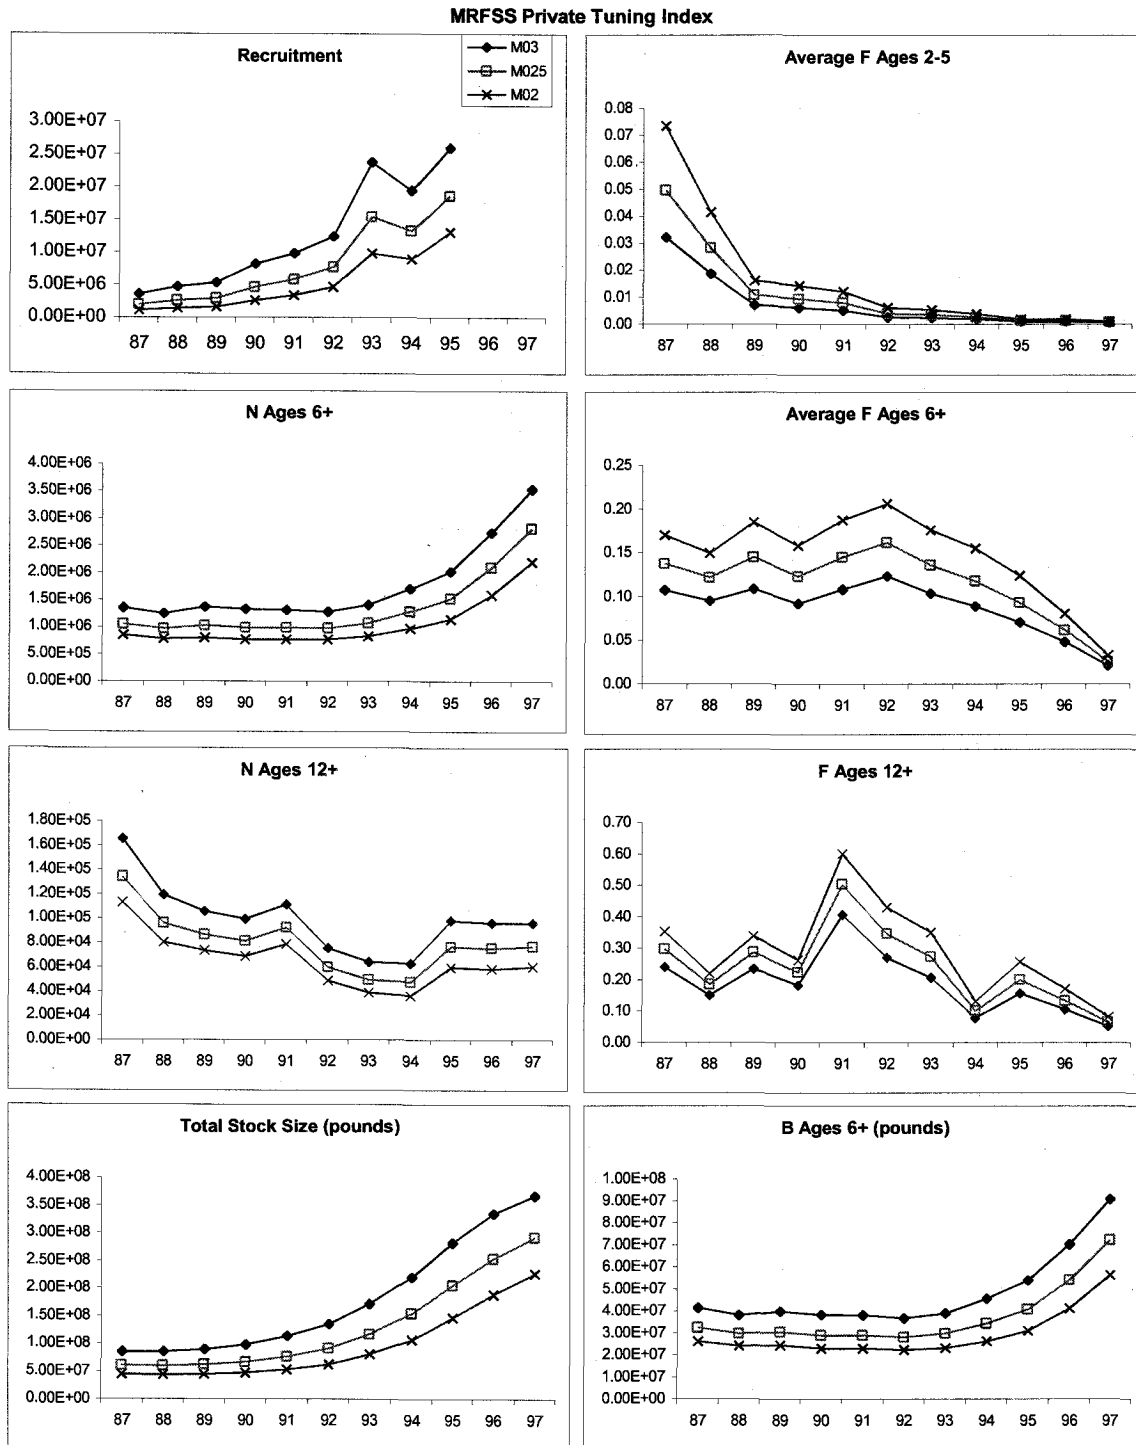 MRFSS Private Tuning Index
Recruitment
M03
M025
M02
3.00E+07
2.50E+07
2.00E+07
1.50E+07
1.00E+07
5.00E+06
0.00E+00
87 88 89 90 91 92 93 94 95 96 97
Average F Ages 2-5
0.08
0.07
0.06
0.05
0.04
0.03
0.02
0.01
0.00
87 88 89 90 91 92 93 94 95 96 97
N Ages 6+
4.00E+06
3.50E+06
3.00E+06
2.50E+06
2.00E+06
1.50E+06
1.00E+06
5.00E+05
0.00E+00
87 88 89 90 91 92 93 94 95 96 97
Average F Ages 6+
0.25
0.20
0.15
0.10
0.05
0.00
87 88 89 90 91 92 93 94 95 96 97
N Ages 12+
1.80E+05
1.60E+05
1.40E+05
1.20E+05
1.00E+05
8.00E+04
6.00E+04
4.00E+04
2.00E+04
0.00E+00
87 88 89 90 91 92 93 94 95 96 97
F Ages 12+
0.70
0.60
0.50
0.40
0.30
0.20
0.10
0.00
87 88 89 90 91 92 93 94 95 96 97
Total Stock Size (pounds)
4.00E+08
3.50E+08
3.00E+08
2.50E+08
2.00E+08
1.50E+08
1.00E+08
5.00E+07
0.00E+00
87 88 89 90 91 92 93 94 95 96 97
B Ages 6+ (pounds)
1.00E+08
9.00E+07
8.00E+07
7.00E+07
6.00E+07
5.00E+07
4.00E+07
3.00E+07
2.00E+07
1.00E+07
0.00E+00
87 88 89 90 91 92 93 94 95 96 97